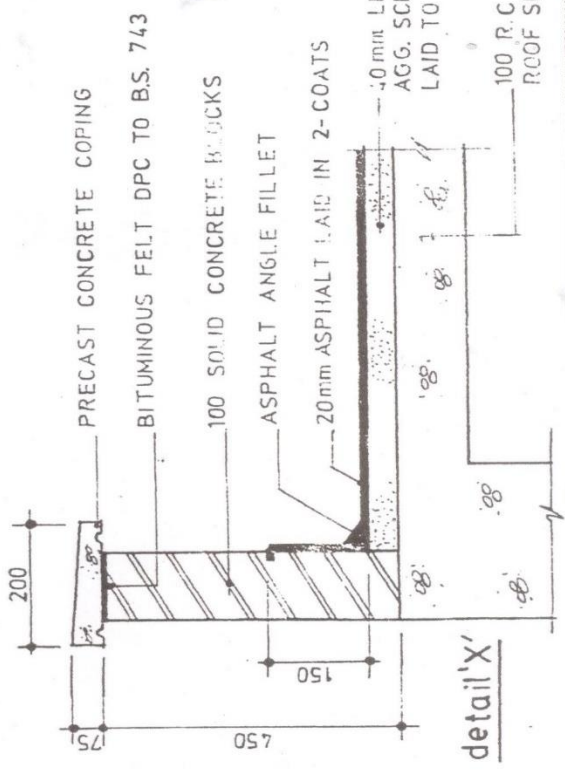 PRECAST CONCRETE COPING
BITUMINOUS FELT DPC TO B.S. 743
100 SOLID CONCRETE BLOCKS
ASPHALT ANGLE FILLET
20mm ASPHALT LAID IN 2-COATS
AGG.
LAID TO
100 R.C
ROOF
200
75
450
150
detail 'X'